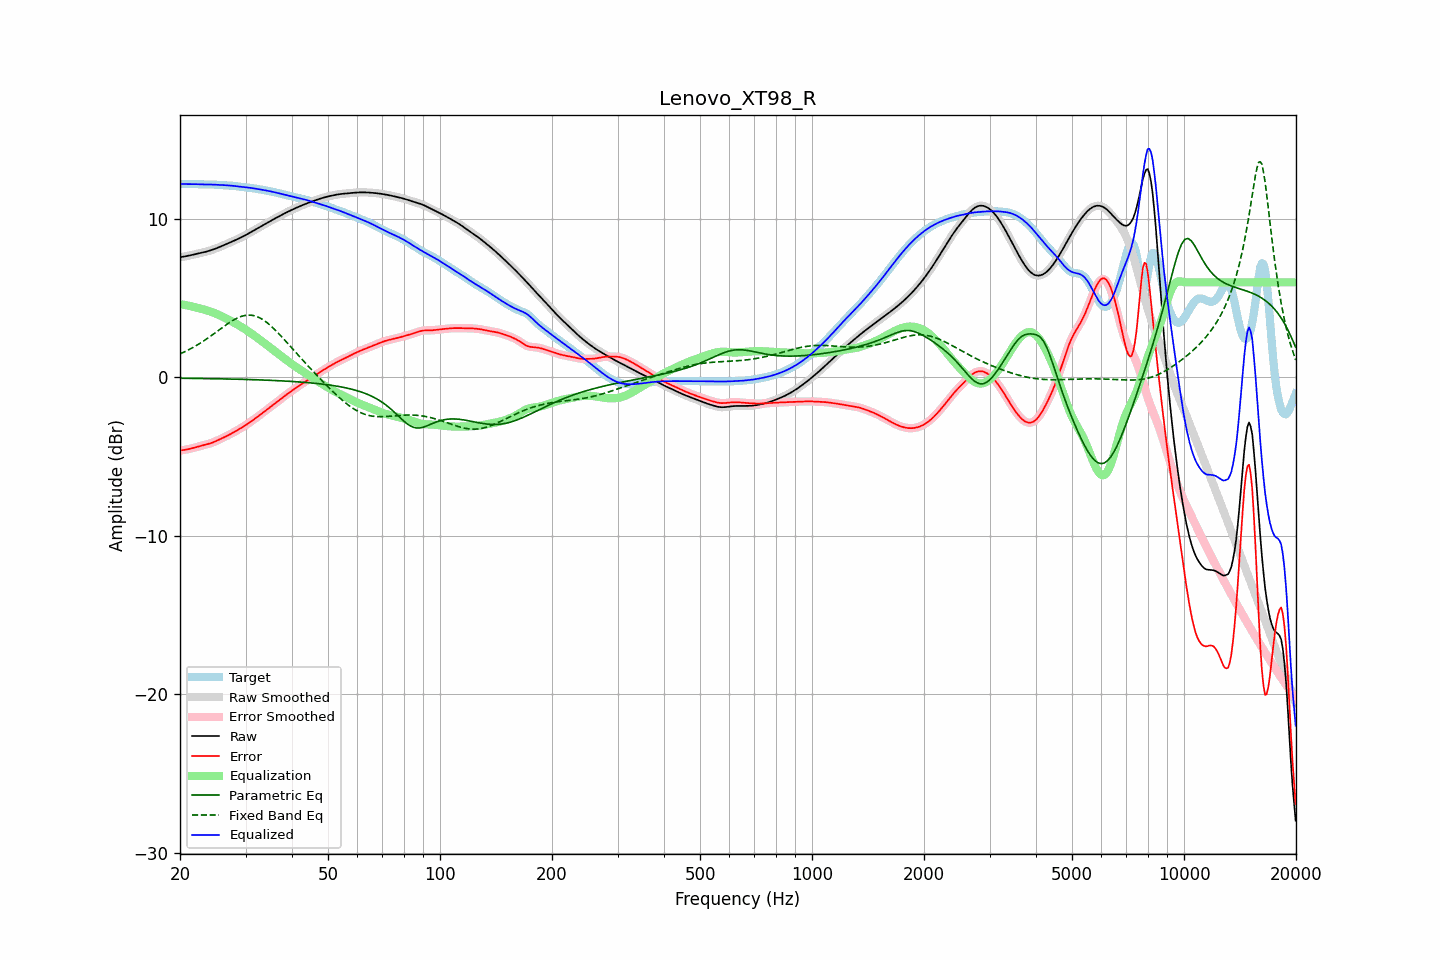 Lenovo_XT98_R
Amplitude (dBr)
10
0
−10
−20
−30
Target
Raw Smoothed
Error Smoothed
Raw
Error
Equalization
Parametric Eq
Fixed Band Eq
Equalized
20 50 100 200 500 1000 2000 5000 10000 20000
Frequency (Hz)